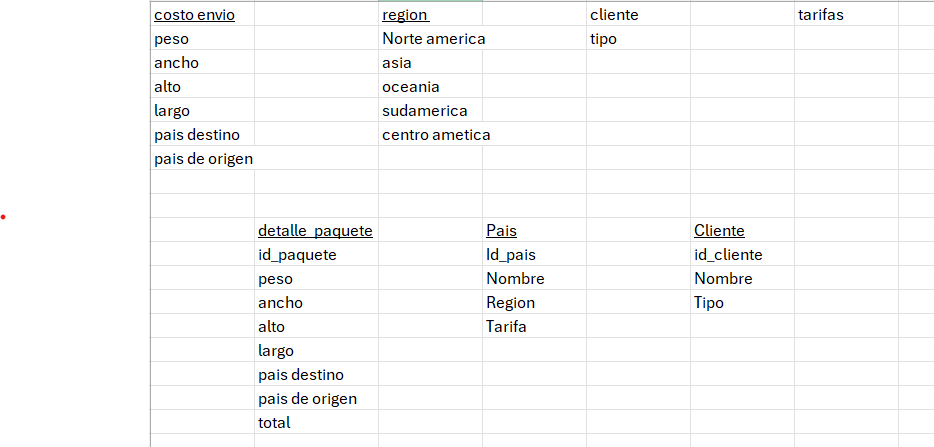 costo envio region cliente tarifas
peso Norte america tipo
ancho asia
alto oceania
largo sudamerica
pais destino centro ametica
pais de origen
detalle_paquete Pais Cliente
id_paquete Id_pais id_cliente
peso Nombre Nombre
ancho Region Tipo
alto Tarifa
largo
pais destino
pais de origen
total